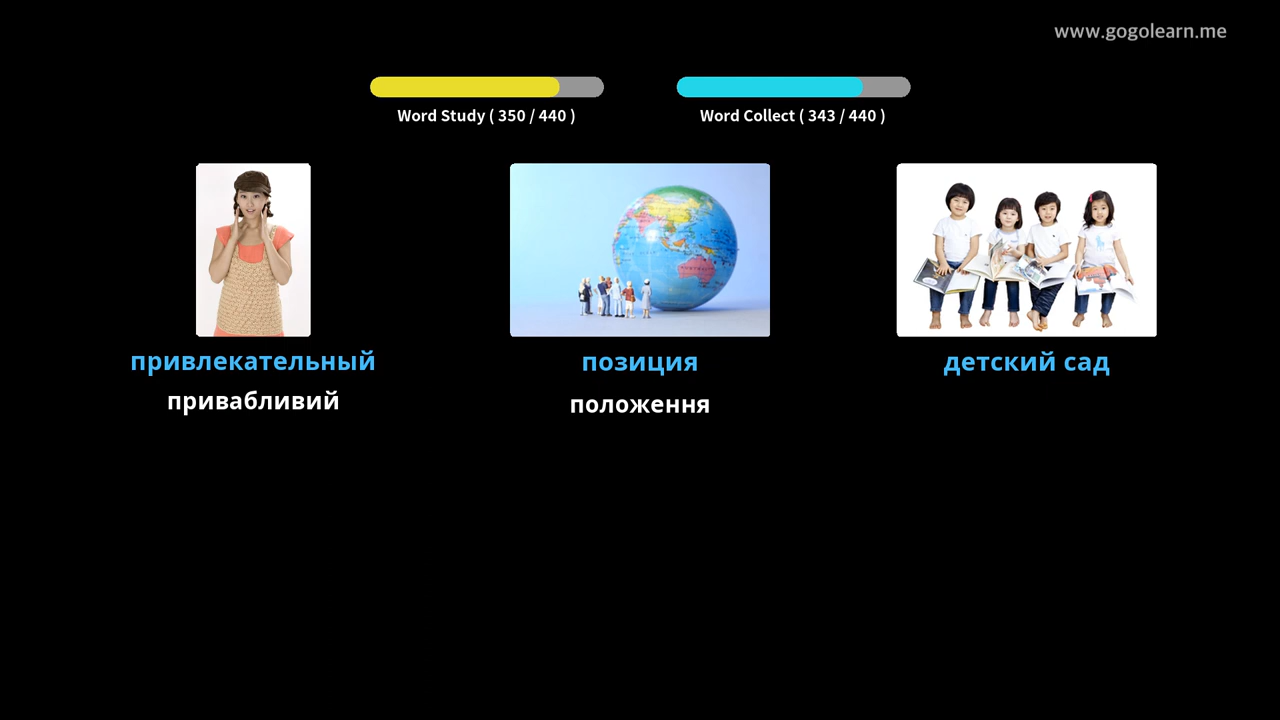 www.gogolearn.me
Word Study ( 350 / 440 )
Word Collect ( 343 / 440 )
привлекательный
позиция
детский сад
привабливий
положення